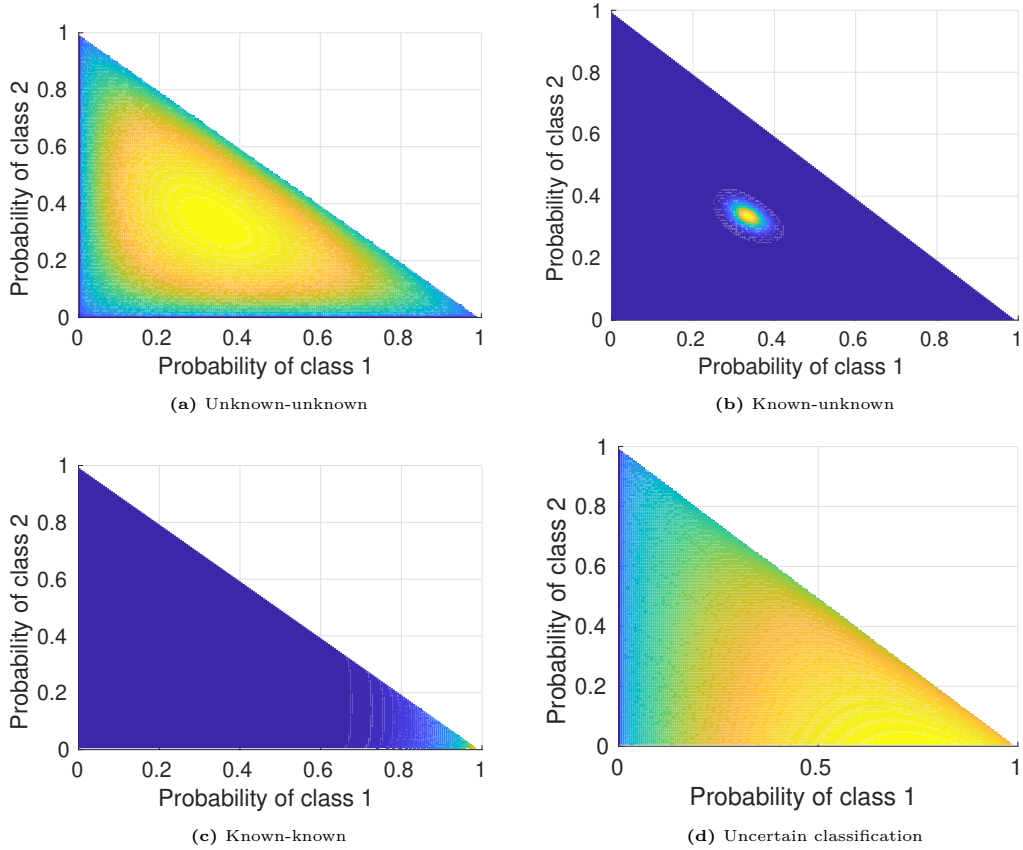 1
0.8
0.6
0.4
0.2
0
0 0.2 0.4 0.6 0.8 1
Probability of class 2
Probability of class 1
(a) Unknown-unknown
1
0.8
0.6
0.4
0.2
0
0 0.2 0.4 0.6 0.8 1
Probability of class 2
Probability of class 1
(b) Known-unknown
1
0.8
0.6
0.4
0.2
0
0 0.2 0.4 0.6 0.8 1
Probability of class 2
Probability of class 1
(c) Known-known
1
0.8
0.6
0.4
0.2
0
0 0.5 1
Probability of class 2
Probability of class 1
(d) Uncertain classification